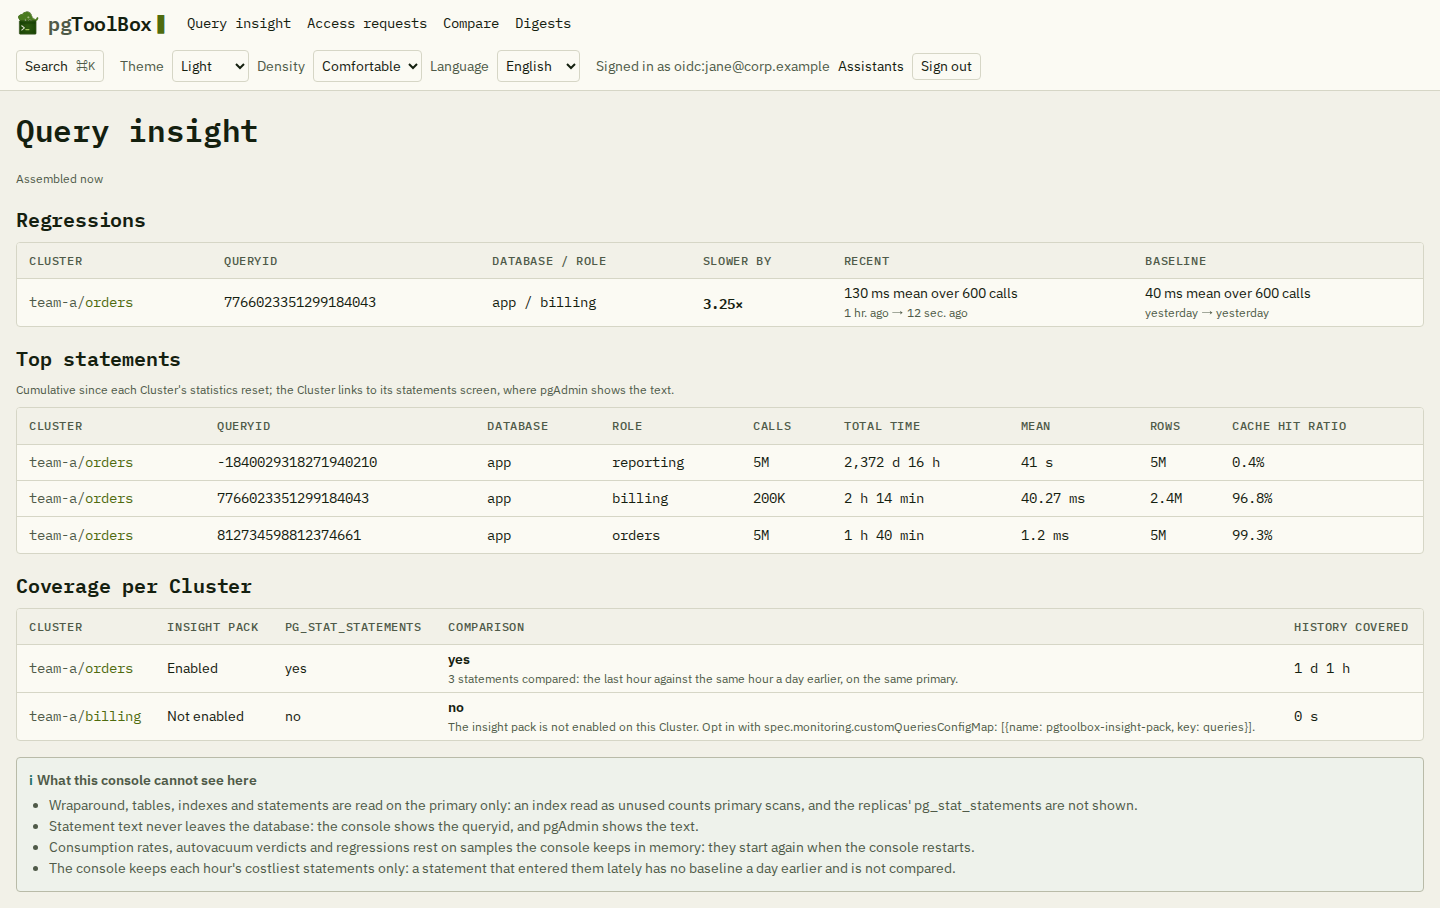 pgToolBox Query insight Access requests Compare Digests
Search ⌘K Theme Light Density Comfortable Language English Signed in as oidc:jane@corp.example Assistants Sign out
Query insight
Assembled now
Regressions
CLUSTER QUERYID DATABASE / ROLE SLOWER BY RECENT BASELINE
team-a/orders 7766023351299184043 app / billing 3.25× 130 ms mean over 600 calls 40 ms mean over 600 calls
1 hr. ago → 12 sec. ago yesterday → yesterday
Top statements
Cumulative since each Cluster's statistics reset; the Cluster links to its statements screen, where pgAdmin shows the text.
CLUSTER QUERYID DATABASE ROLE CALLS TOTAL TIME MEAN ROWS CACHE HIT RATIO
team-a/orders -1840029318271940210 app reporting 5M 2,372 d 16 h 41 s 5M 0.4%
team-a/orders 7766023351299184043 app billing 200K 2 h 14 min 40.27 ms 2.4M 96.8%
team-a/orders 812734598812374661 app orders 5M 1 h 40 min 1.2 ms 5M 99.3%
Coverage per Cluster
CLUSTER INSIGHT PACK PG_STAT_STATEMENTS COMPARISON HISTORY COVERED
team-a/orders Enabled yes yes 1 d 1 h
3 statements compared: the last hour against the same hour a day earlier, on the same primary.
team-a/billing Not enabled no no 0 s
The insight pack is not enabled on this Cluster. Opt in with spec.monitoring.customQueriesConfigMap: [{name: pgtoolbox-insight-pack, key: queries}].
i What this console cannot see here
• Wraparound, tables, indexes and statements are read on the primary only: an index read as unused counts primary scans, and the replicas' pg_stat_statements are not shown.
• Statement text never leaves the database: the console shows the queryid, and pgAdmin shows the text.
• Consumption rates, autovacuum verdicts and regressions rest on samples the console keeps in memory: they start again when the console restarts.
• The console keeps each hour's costliest statements only: a statement that entered them lately has no baseline a day earlier and is not compared.